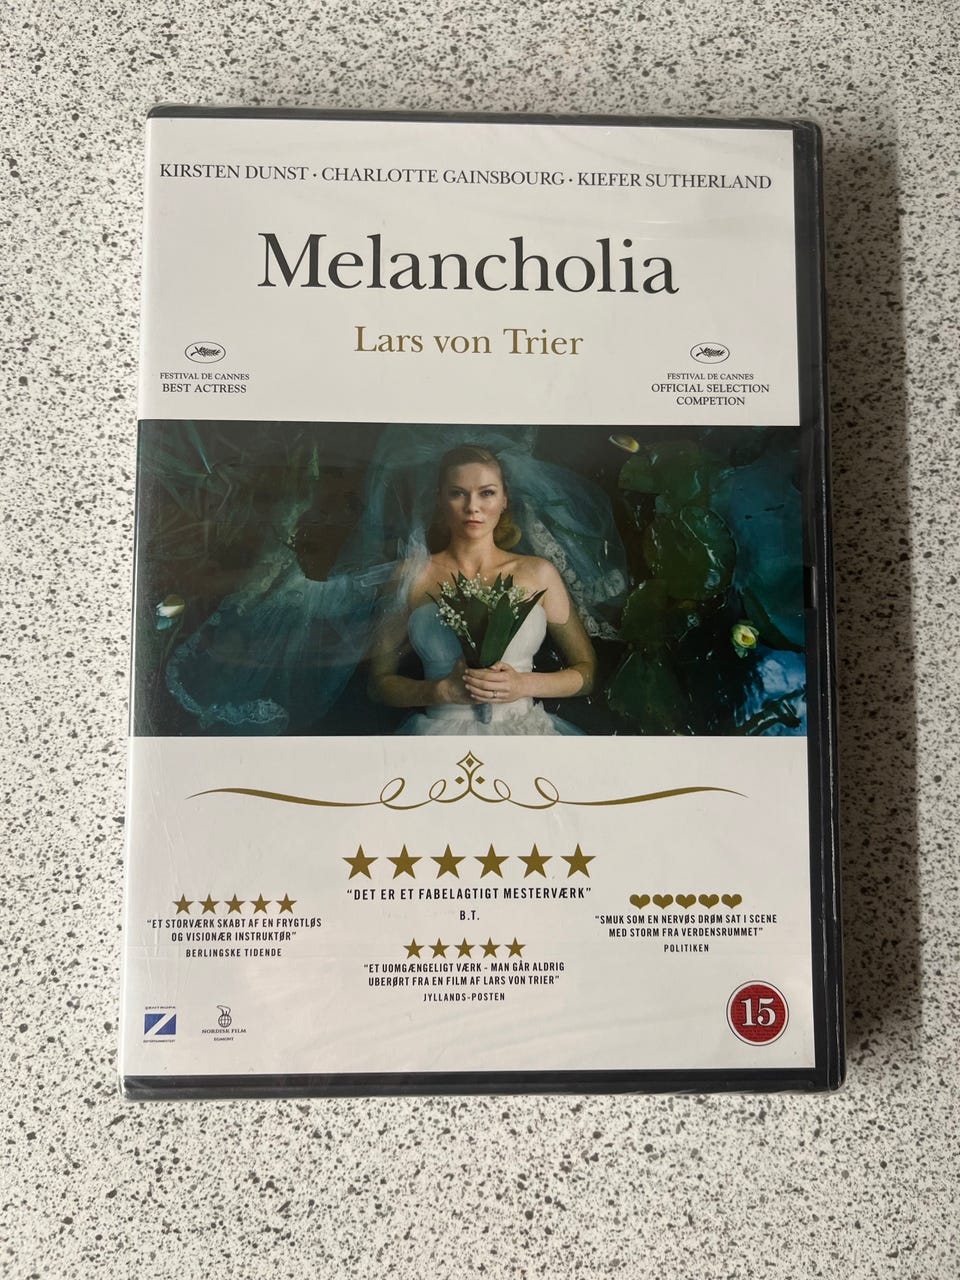 KIRSTEN DUNST · CHARLOTTE GAINSBOURG · KIEFER SUTHERLAND
Melancholia
Lars von Trier
FESTIVAL DE CANNES
BEST ACTRESS
FESTIVAL DE CANNES
OFFICIAL SELECTION
COMPETION
"DET ER ET FABELAGTIGT MESTERVÆRK"
B.T.
"ET STORVÆRK SKABT AF EN FRYGTLØS
OG VISIONÆR INSTRUKTØR"
BERLINGSKE TIDENDE
"SMUK SOM EN NERVØS DRØM SAT I SCENE
MED STORM FRA VERDENSRUMMET"
POLITIKEN
"ET UOMGÆNGELIGT VÆRK - MAN GÅR ALDRIG
UBERØRT FRA EN FILM AF LARS VON TRIER"
JYLLANDS-POSTEN
NORDISK FILM
EGMONT
15